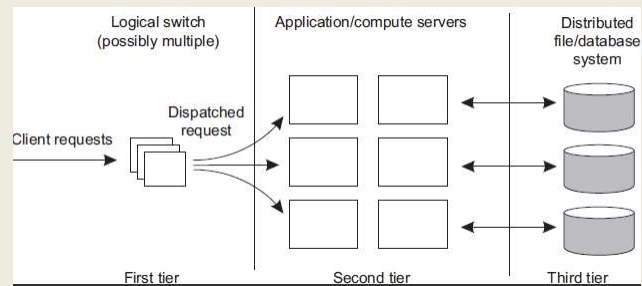 Logical switch
(possibly multiple)
Application/compute servers
Distributed
file/database
system
Client requests
Dispatched
request
First tier
Second tier
Third tier